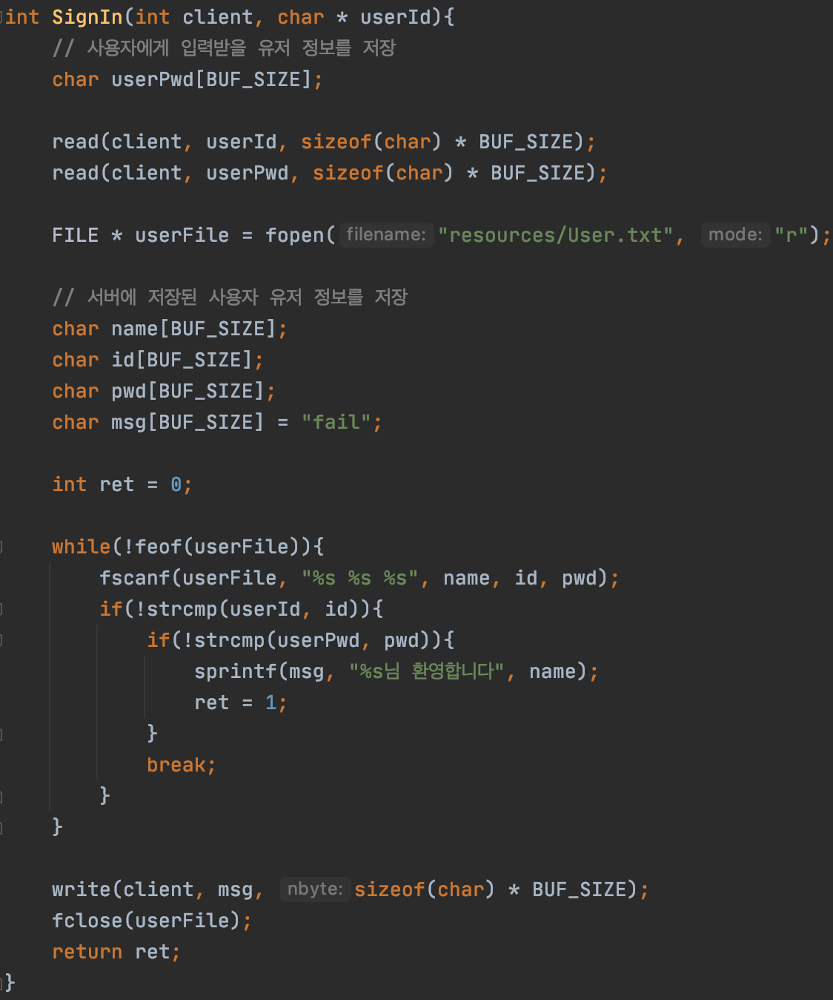 int SignIn(int client, char * userId){
// 사용자에게 입력받을 유저 정보를 저장
char userPwd[BUF_SIZE];
read(client, userId, sizeof(char) * BUF_SIZE);
read(client, userPwd, sizeof(char) * BUF_SIZE);
FILE * userFile = fopen( filename: "resources/User.txt", mode: "r");
// 서버에 저장된 사용자 유저 정보를 저장
char name[BUF_SIZE];
char id[BUF_SIZE];
char pwd[BUF_SIZE];
char msg[BUF_SIZE] = "fail";
int ret = 0;
while(!feof(userFile)){
fscanf(userFile, "%s %s %s", name, id, pwd);
if(!strcmp(userId, id)){
if(!strcmp(userPwd, pwd)){
sprintf(msg, "%s님 환영합니다", name);
ret = 1;
}
break;
}
}
write(client, msg, nbyte: sizeof(char) * BUF_SIZE);
fclose(userFile);
return ret;
}